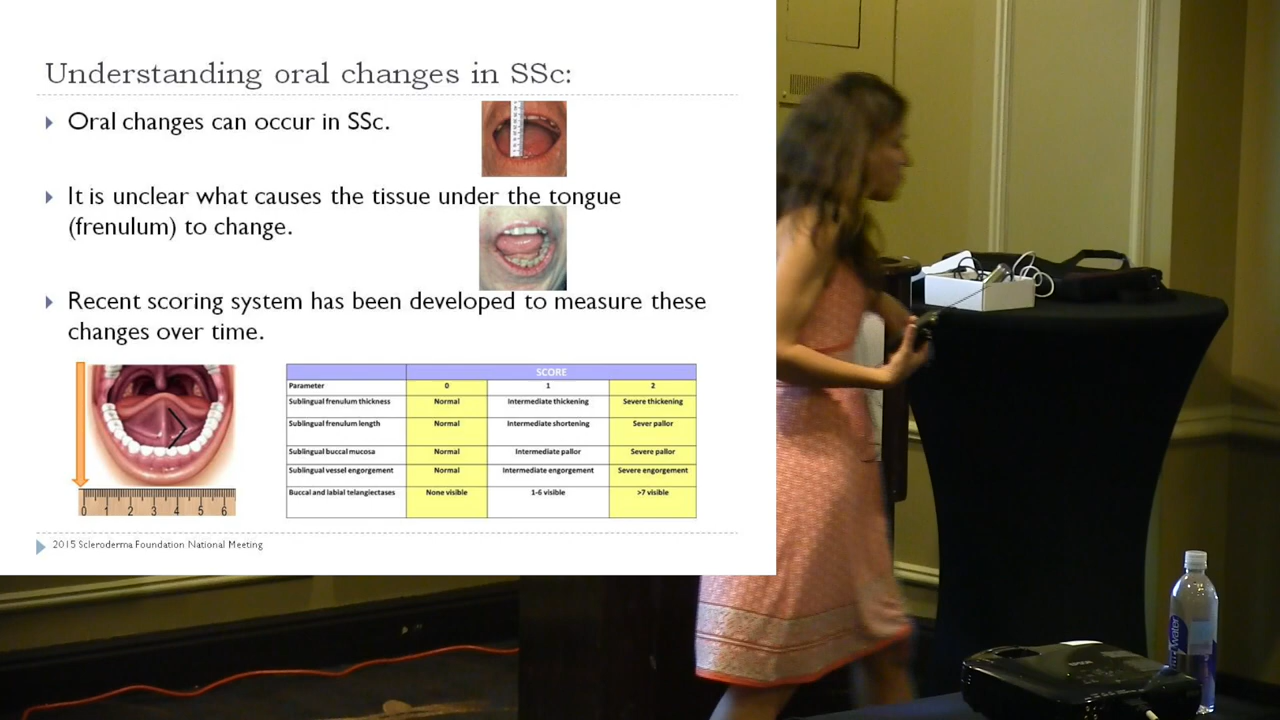 Understanding oral changes in SSc:
Oral changes can occur in SSc.
It is unclear what causes the tissue under the tongue
(frenulum) to change.
Recent scoring system has been developed to measure these
changes over time.
SCORE
Parameter 0 1 2
Sublingual frenulum thickness Normal Intermediate thickening Severe thickening
Sublingual frenulum length Normal Intermediate shortening Sever pallor
Sublingual buccal mucosa Normal Intermediate pallor Severe pallor
Sublingual vessel engorgement Normal Intermediate engorgement Severe engorgement
Buccal and labial telangiectases None visible 1-6 visible >7 visible
0 1 2 3 4 5 6
2015 Scleroderma Foundation National Meeting